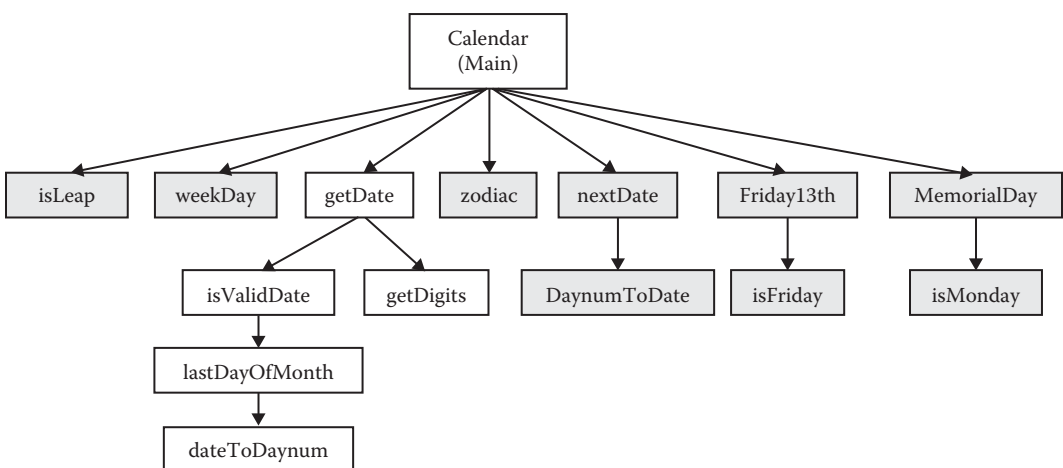 Calendar
(Main)
isLeap
weekDay
getDate
zodiac
nextDate
Friday13th
MemorialDay
isValidDate
getDigits
DaynumToDate
isFriday
isMonday
lastDayOfMonth
dateToDaynum